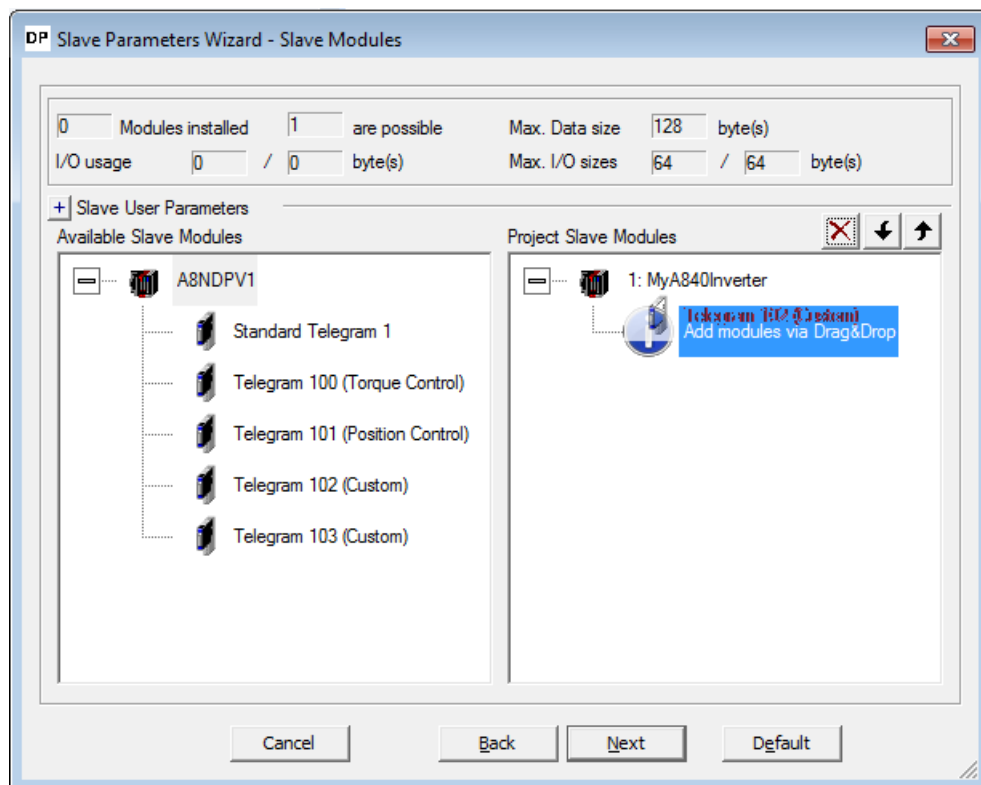 DP Slave Parameters Wizard - Slave Modules
0 Modules installed 1 are possible Max. Data size 128 byte(s)
I/O usage 0 / 0 byte(s) Max. I/O sizes 64 / 64 byte(s)
+ Slave User Parameters
Available Slave Modules Project Slave Modules
A8NDPV1 1: MyA840Inverter
Telegram 102 (Custom)
Standard Telegram 1 Add modules via Drag&Drop
Telegram 100 (Torque Control)
Telegram 101 (Position Control)
Telegram 102 (Custom)
Telegram 103 (Custom)
Cancel Back Next Default